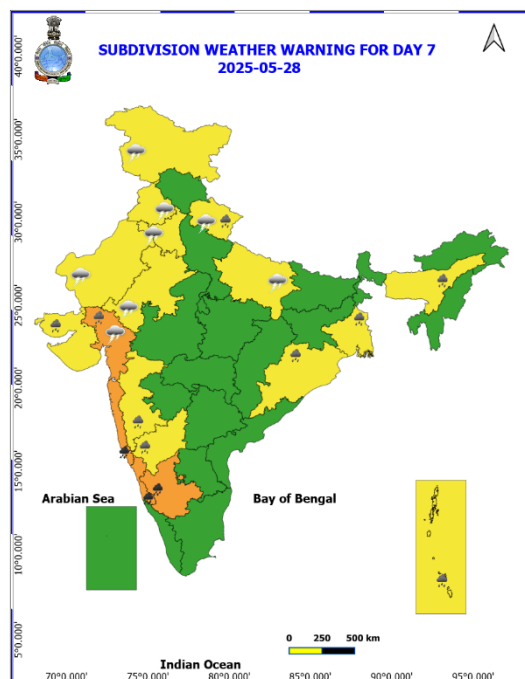 SUBDIVISION WEATHER WARNING FOR DAY 7
2025-05-28
40°0.000'
35°0.000'
30°0.000'
25°0.000'
20°0.000'
15°0.000'
10°0.000'
5°0.000'
Arabian Sea
Bay of Bengal
0 250 500 km
Indian Ocean
70°0.000' 75°0.000' 80°0.000' 85°0.000' 90°0.000' 95°0.000'